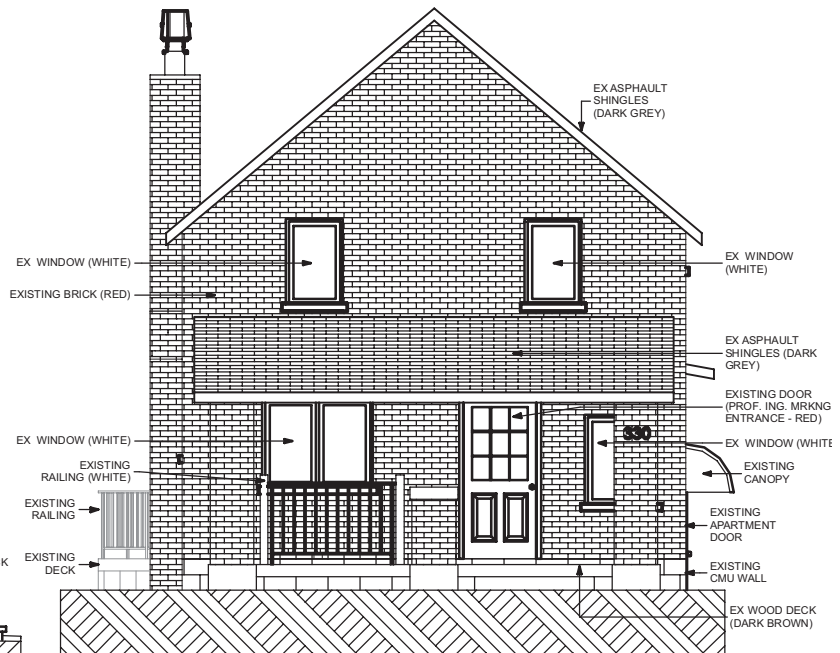 EX ASPHAULT
SHINGLES
(DARK GREY)
EX WINDOW (WHITE)
EX WINDOW
(WHITE)
EXISTING BRICK (RED)
EX ASPHAULT
SHINGLES (DARK
GREY)
EXISTING DOOR
(PROF. ING. MRKNG
ENTRANCE - RED)
530
EX WINDOW (WHITE)
EX WINDOW (WHITE
EXISTING
RAILING (WHITE)
EXISTING
CANOPY
EXISTING
RAILING
EXISTING
APARTMENT
DOOR
K
EXISTING
DECK
EXISTING
CMU WALL
EX WOOD DECK
(DARK BROWN)